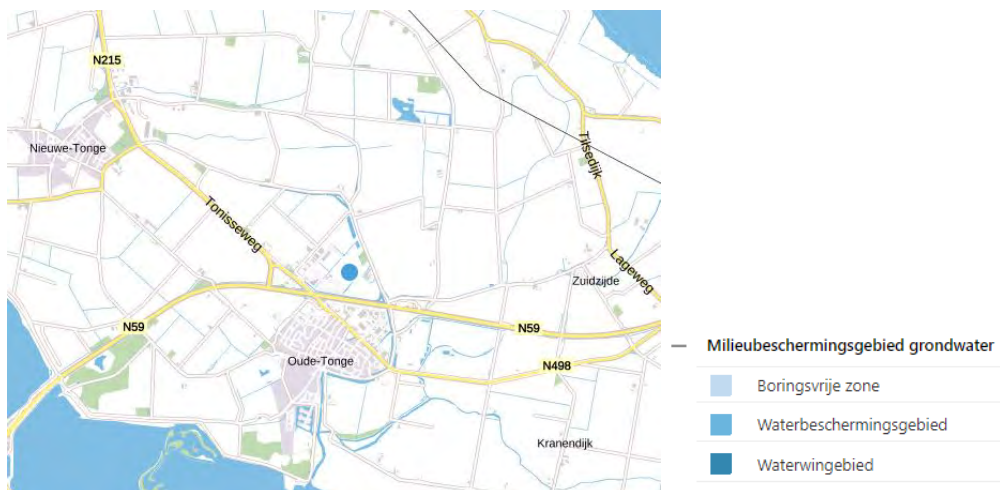 N215
Nieuwe-Tonge
Tilsedijk
Tonisseweg
Lageweg
Zuidzijde
N59
N59
Oude-Tonge
N498
Kranendijk
Milieubeschermingsgebied grondwater
Boringsvrije zone
Waterbeschermingsgebied
Waterwingebied